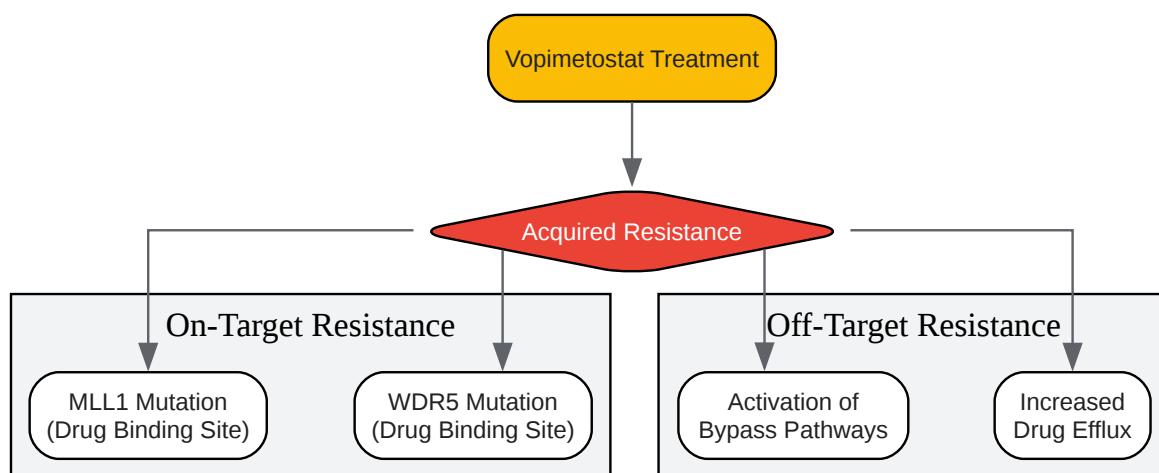 Vopimetostat Treatment
Acquired Resistance
On-Target Resistance
Off-Target Resistance
MLL1 Mutation
(Drug Binding Site)
WDR5 Mutation
(Drug Binding Site)
Activation of
Bypass Pathways
Increased
Drug Efflux